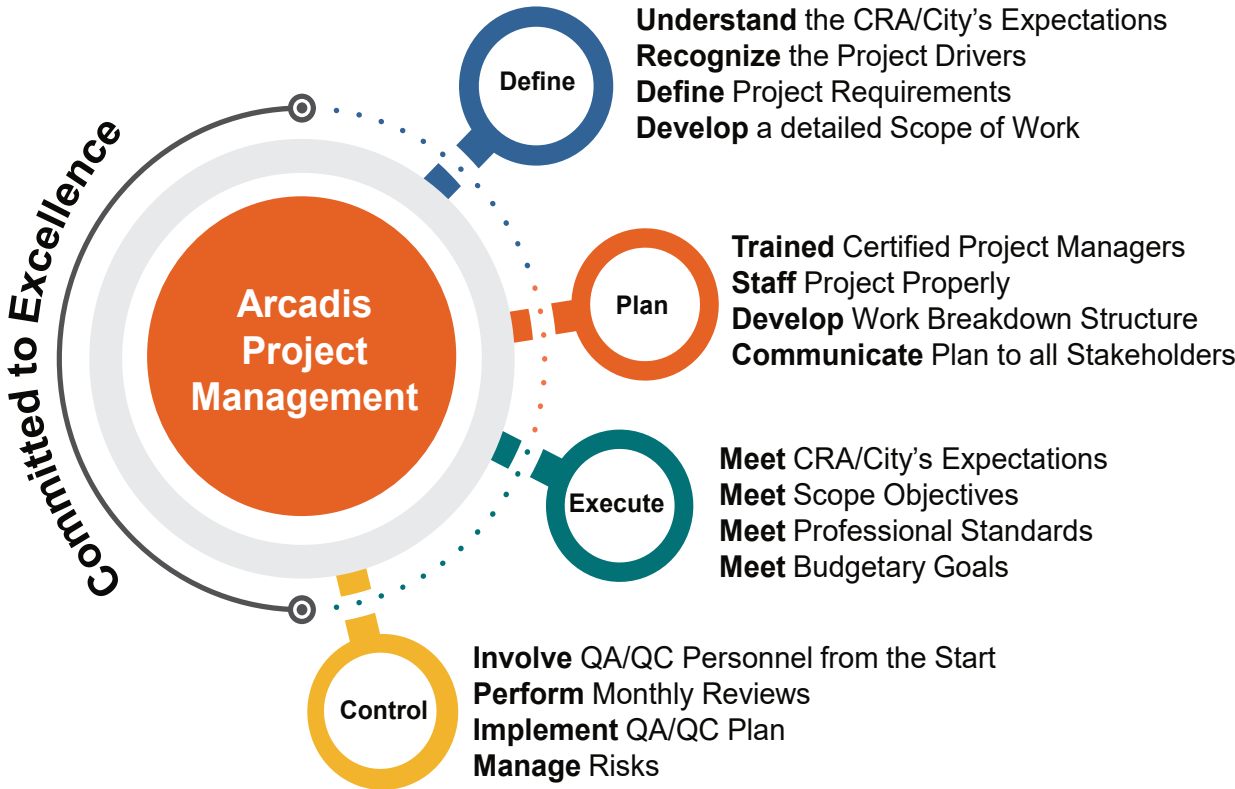 Committed to Excellence
Arcadis
Project
Management
Define
Understand the CRA/City's Expectations
Recognize the Project Drivers
Define Project Requirements
Develop a detailed Scope of Work
Plan
Trained Certified Project Managers
Staff Project Properly
Develop Work Breakdown Structure
Communicate Plan to all Stakeholders
Execute
Meet CRA/City's Expectations
Meet Scope Objectives
Meet Professional Standards
Meet Budgetary Goals
Control
Involve QA/QC Personnel from the Start
Perform Monthly Reviews
Implement QA/QC Plan
Manage Risks